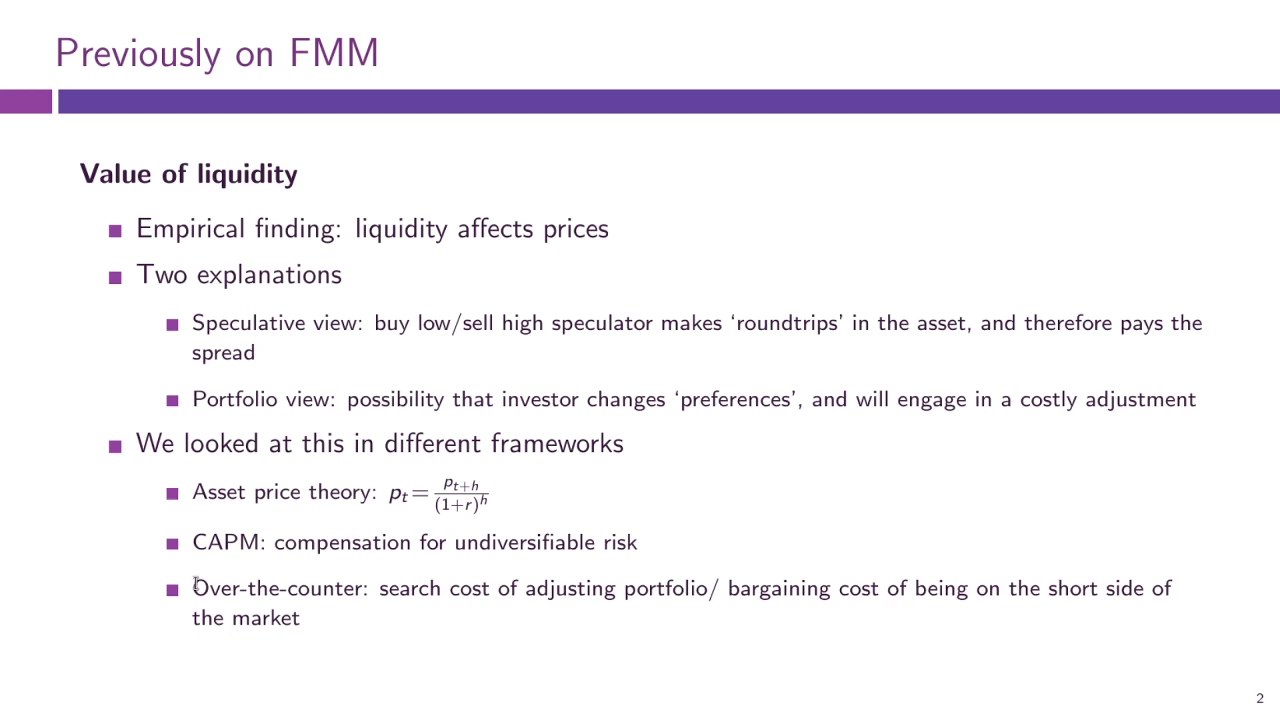 Previously on FMM
Value of liquidity
Empirical finding: liquidity affects prices
Two explanations
Speculative view: buy low/sell high speculator makes ‘roundtrips’ in the asset, and therefore pays the
spread
Portfolio view: possibility that investor changes ‘preferences’, and will engage in a costly adjustment
We looked at this in different frameworks
Asset price theory: p_t = \frac{p_{t+h}}{(1+r)^h}
CAPM: compensation for undiversifiable risk
Over-the-counter: search cost of adjusting portfolio/ bargaining cost of being on the short side of
the market
2